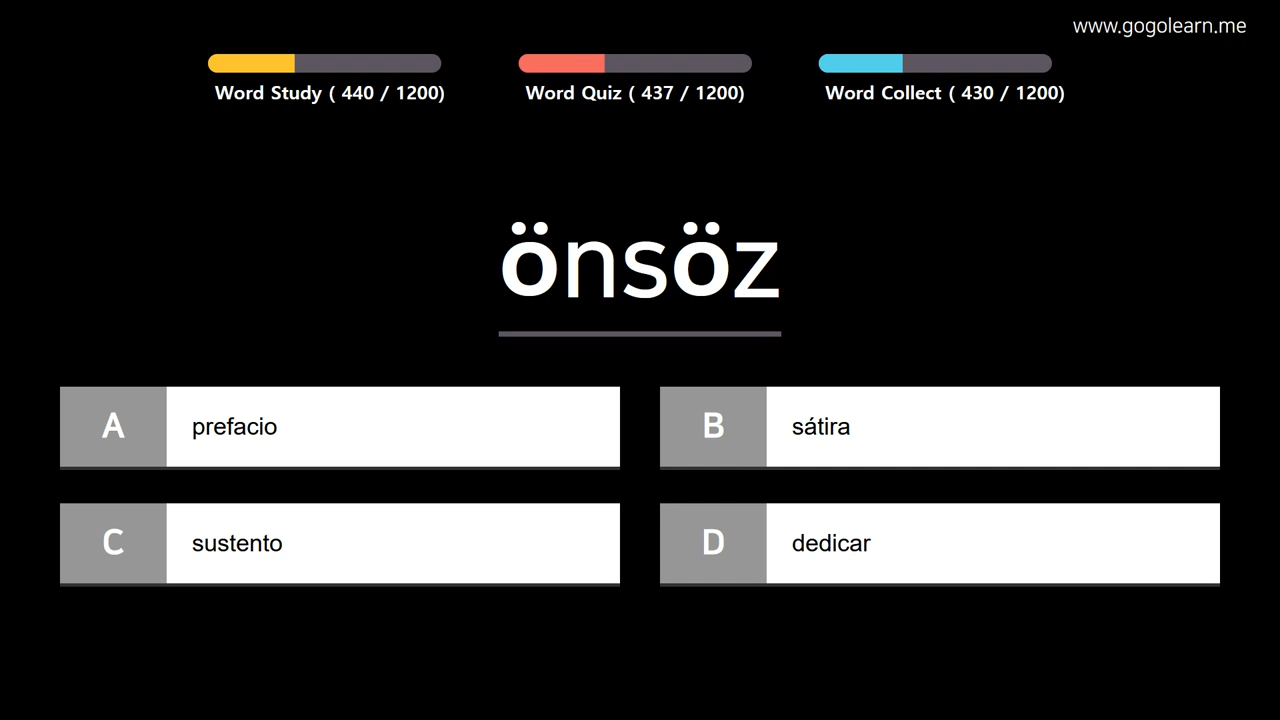 www.gogolearn.me
Word Study ( 440 / 1200)
Word Quiz ( 437 / 1200)
Word Collect ( 430 / 1200)
önsöz
A prefacio
B sátira
C sustento
D dedicar